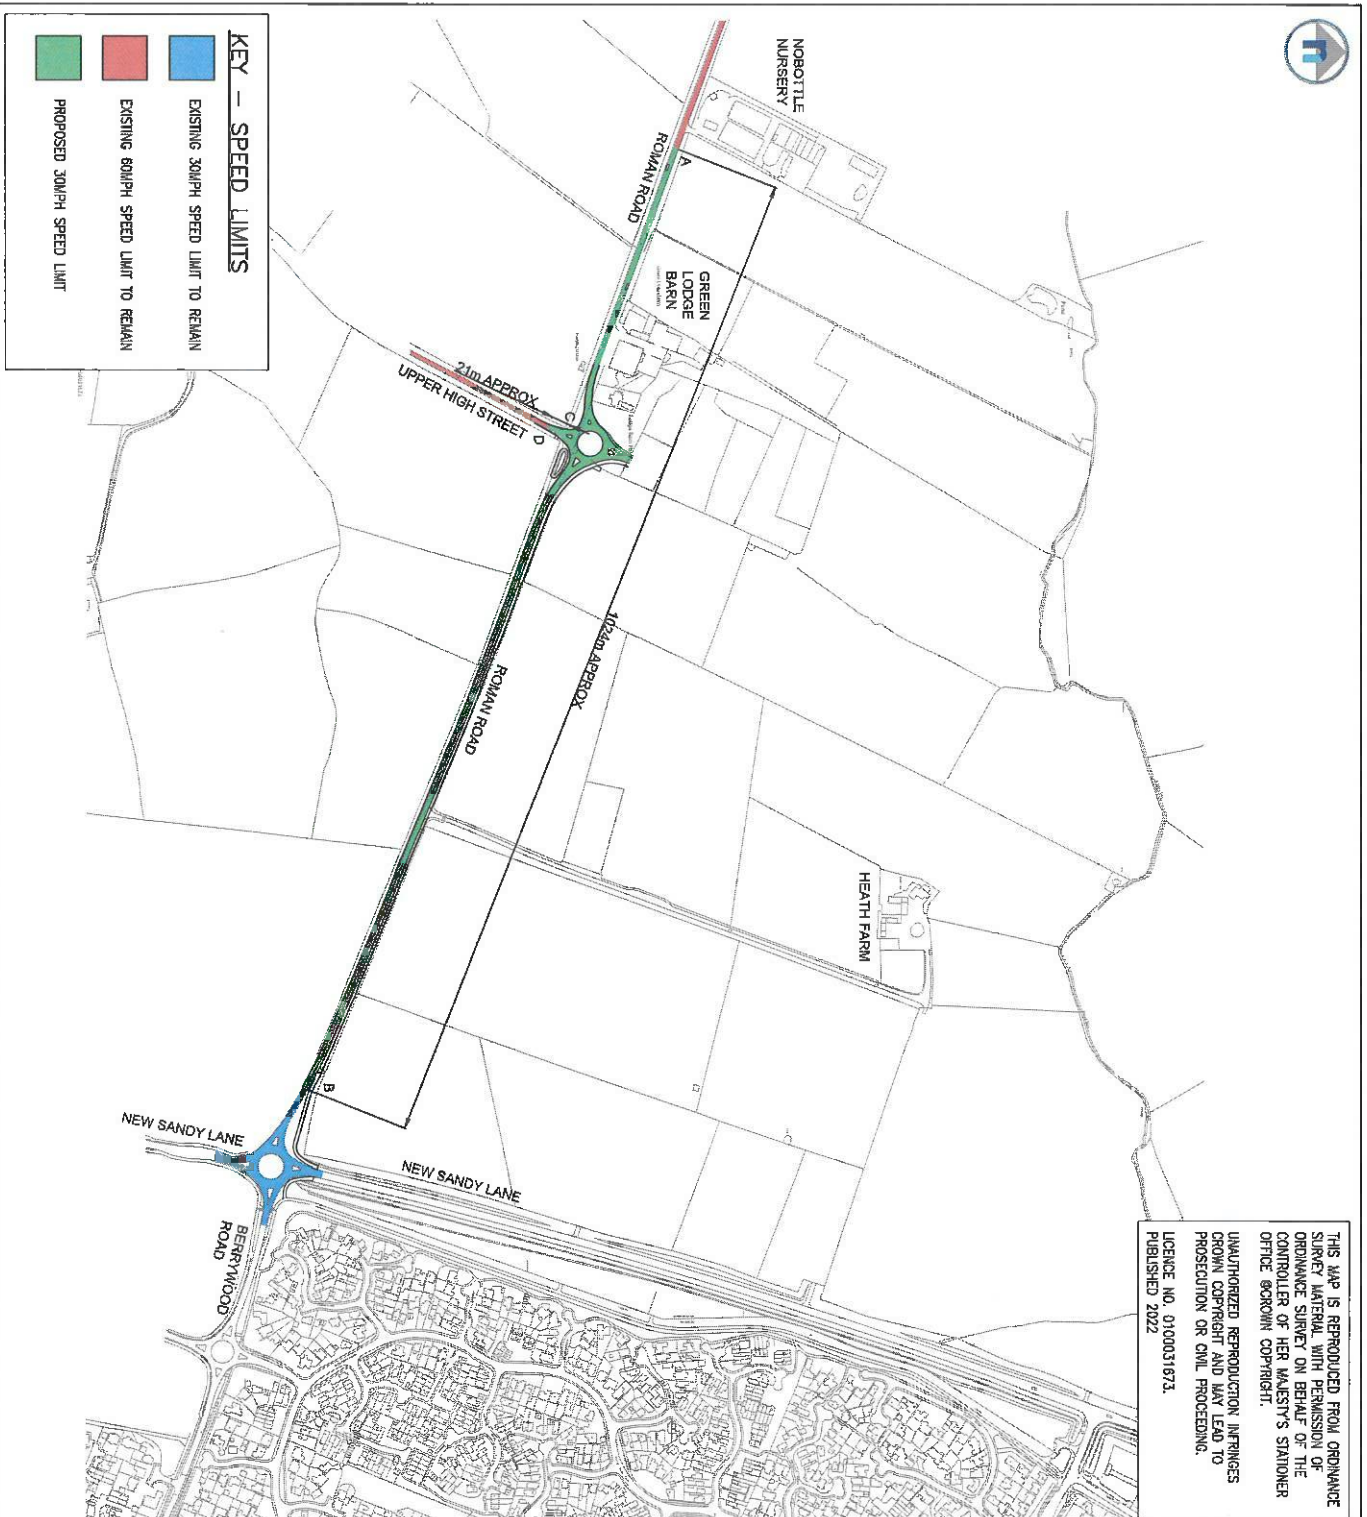 n
THIS MAP IS REPRODUCED FROM ORDNANCE
SURVEY MATERIAL WITH PERMISSION OF
ORDNANCE SURVEY ON BEHALF OF THE
CONTROLLER OF HER MAJESTY'S STATIONER
OFFICE ©CROWN COPYRIGHT.
UNAUTHORIZED REPRODUCTION INFRINGES
CROWN COPYRIGHT AND MAY LEAD TO
PROSECUTION OR CIVIL PROCEEDING.
LICENCE NO. 0100031673.
PUBLISHED 2022
NOBOTTLE
NURSERY
ROMAN ROAD
A
GREEN
LODGE
BARN
21m APPROX
UPPER HIGH STREET
C
D
1024m APPROX
ROMAN ROAD
HEATH FARM
B
NEW SANDY LANE
NEW SANDY LANE
BERRYWOOD
ROAD
KEY - SPEED LIMITS
EXISTING 30MPH SPEED LIMIT TO REMAIN
EXISTING 60MPH SPEED LIMIT TO REMAIN
PROPOSED 30MPH SPEED LIMIT